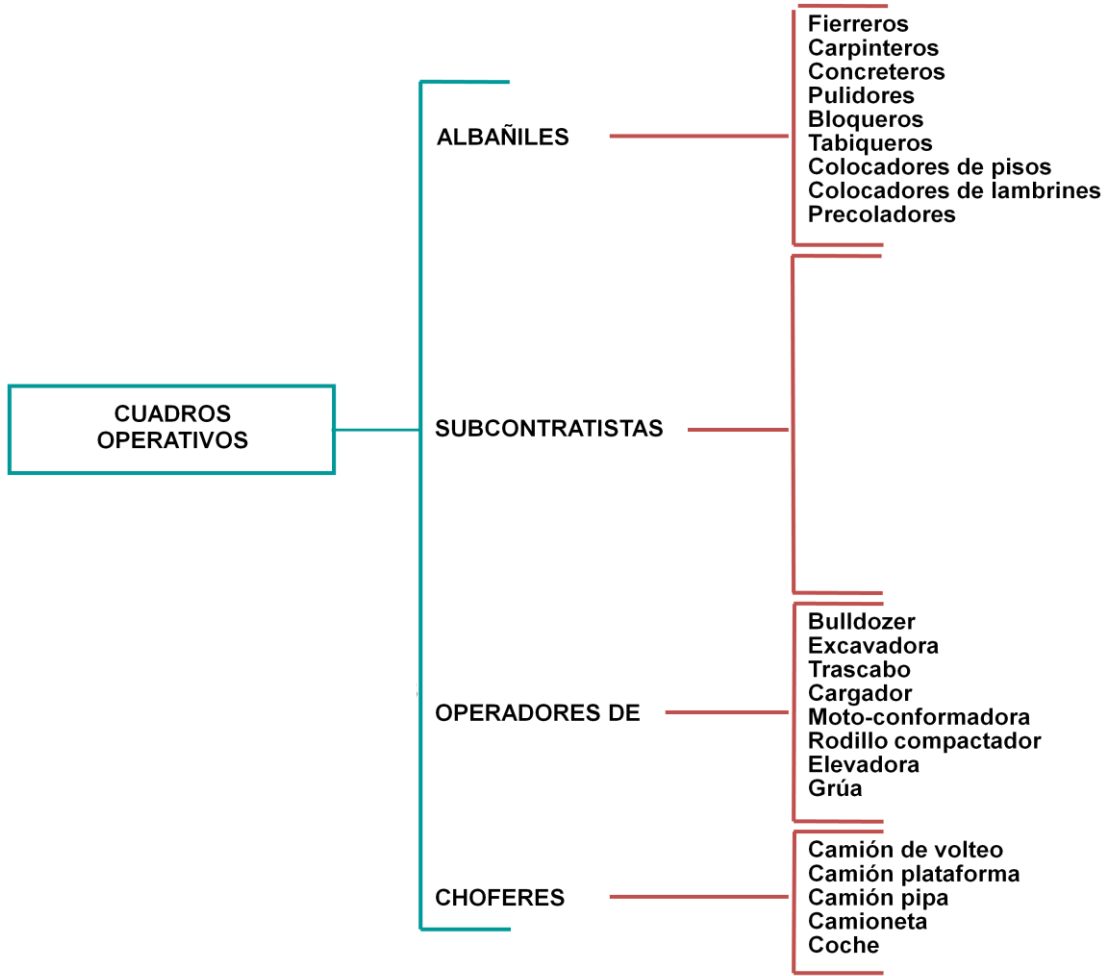 CUADROS
OPERATIVOS
ALBAÑILES
Fierreros
Carpinteros
Concreteros
Pulidores
Bloqueros
Tabiqueros
Colocadores de pisos
Colocadores de lambrines
Precoladores
SUBCONTRATISTAS
OPERADORES DE
Bulldozer
Excavadora
Trascabo
Cargador
Moto-conformadora
Rodillo compactador
Elevadora
Grúa
CHOFERES
Camión de volteo
Camión plataforma
Camión pipa
Camioneta
Coche